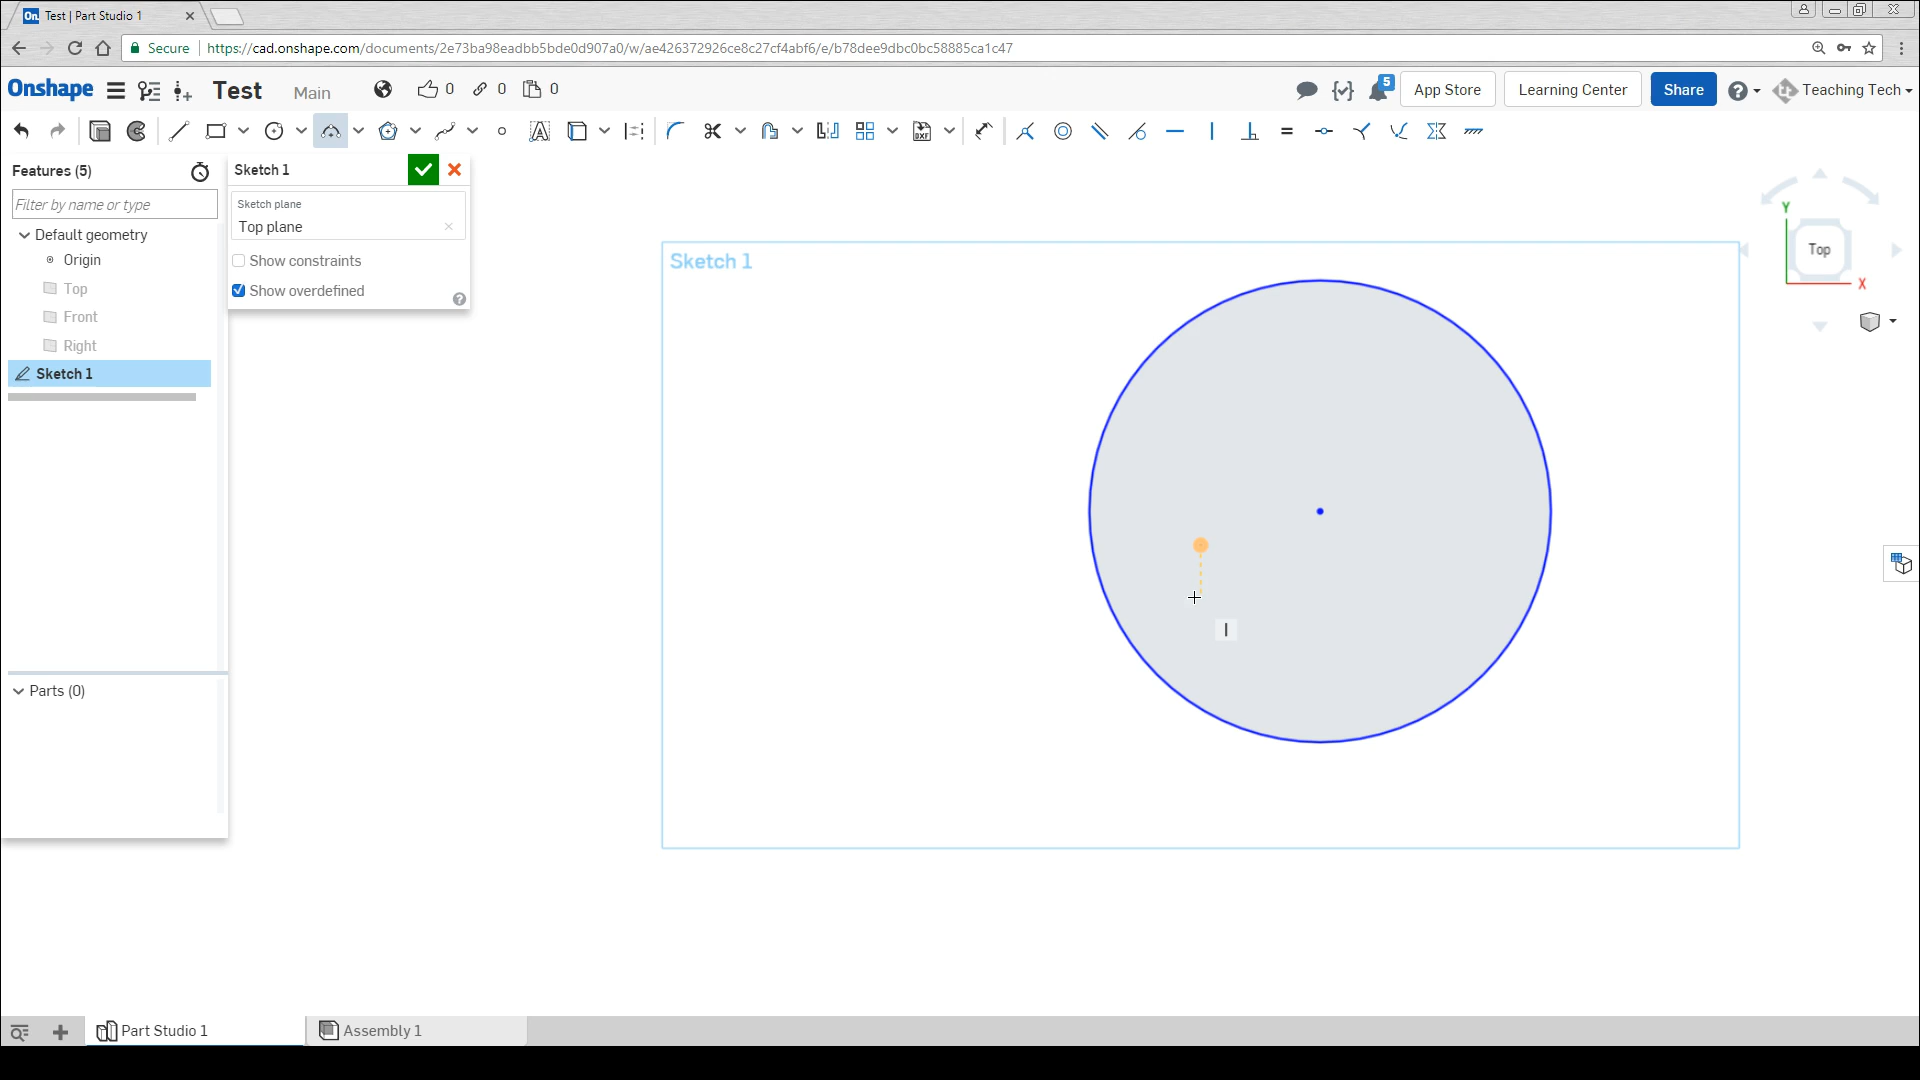 On Test | Part Studio 1
Secure https://cad.onshape.com/documents/2e73ba98eadbb5bde0d907a0/w/ae426372926ce8c27cf4abf6/e/b78dee9dbc0bc58885ca1c47
Onshape Test Main 0 0 0 5 App Store Learning Center Share Teaching Tech
DXF
Features (5)
Filter by name or type
Default geometry
Origin
Top
Front
Right
Sketch 1
Parts (0)
Sketch 1
Sketch plane
Top plane
Show constraints
Show overdefined
Sketch 1
Y
Top
X
Part Studio 1
Assembly 1